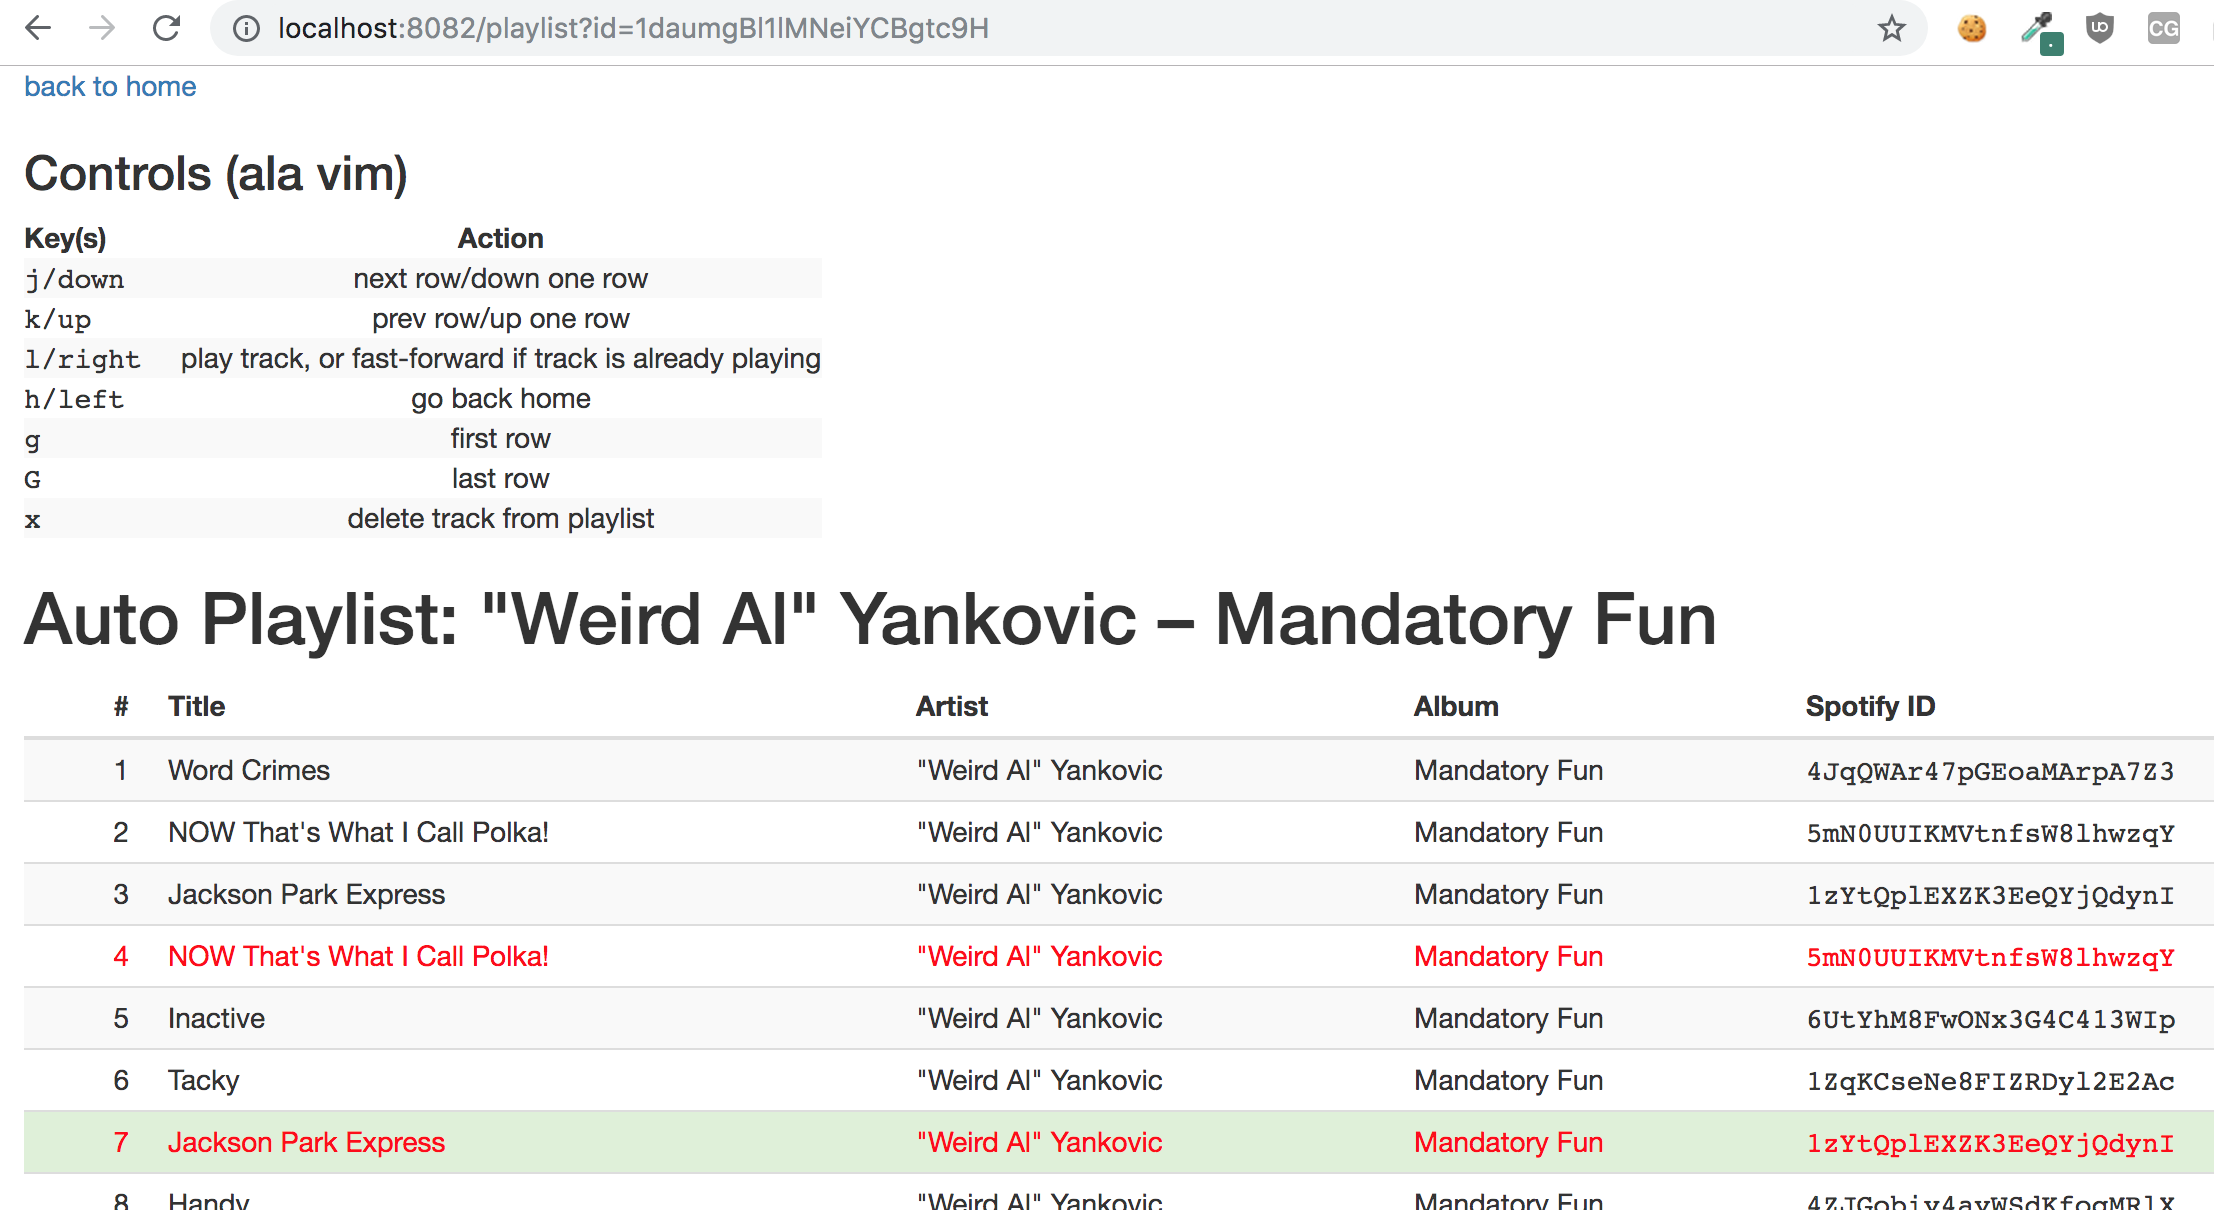 localhost:8082/playlist?id=1daumgBl1lMNeiYCBgtc9H
CG
back to home
Controls (ala vim)
Key(s) Action
j/down next row/down one row
k/up prev row/up one row
l/right play track, or fast-forward if track is already playing
h/left go back home
g first row
G last row
x delete track from playlist
Auto Playlist: "Weird Al" Yankovic – Mandatory Fun
# Title Artist Album Spotify ID
1 Word Crimes "Weird Al" Yankovic Mandatory Fun 4JqQWAr47pGEoaMArpA7Z3
2 NOW That's What I Call Polka! "Weird Al" Yankovic Mandatory Fun 5mN0UUIKMVtnfsW8lhwzqY
3 Jackson Park Express "Weird Al" Yankovic Mandatory Fun 1zYtQplEXZK3EeQYjQdynI
4 NOW That's What I Call Polka! "Weird Al" Yankovic Mandatory Fun 5mN0UUIKMVtnfsW8lhwzqY
5 Inactive "Weird Al" Yankovic Mandatory Fun 6UtYhM8FwONx3G4C413WIp
6 Tacky "Weird Al" Yankovic Mandatory Fun 1ZqKCseNe8FIZRDyl2E2Ac
7 Jackson Park Express "Weird Al" Yankovic Mandatory Fun 1zYtQplEXZK3EeQYjQdynI
8 Handy "Weird Al" Yankovic Mandatory Fun